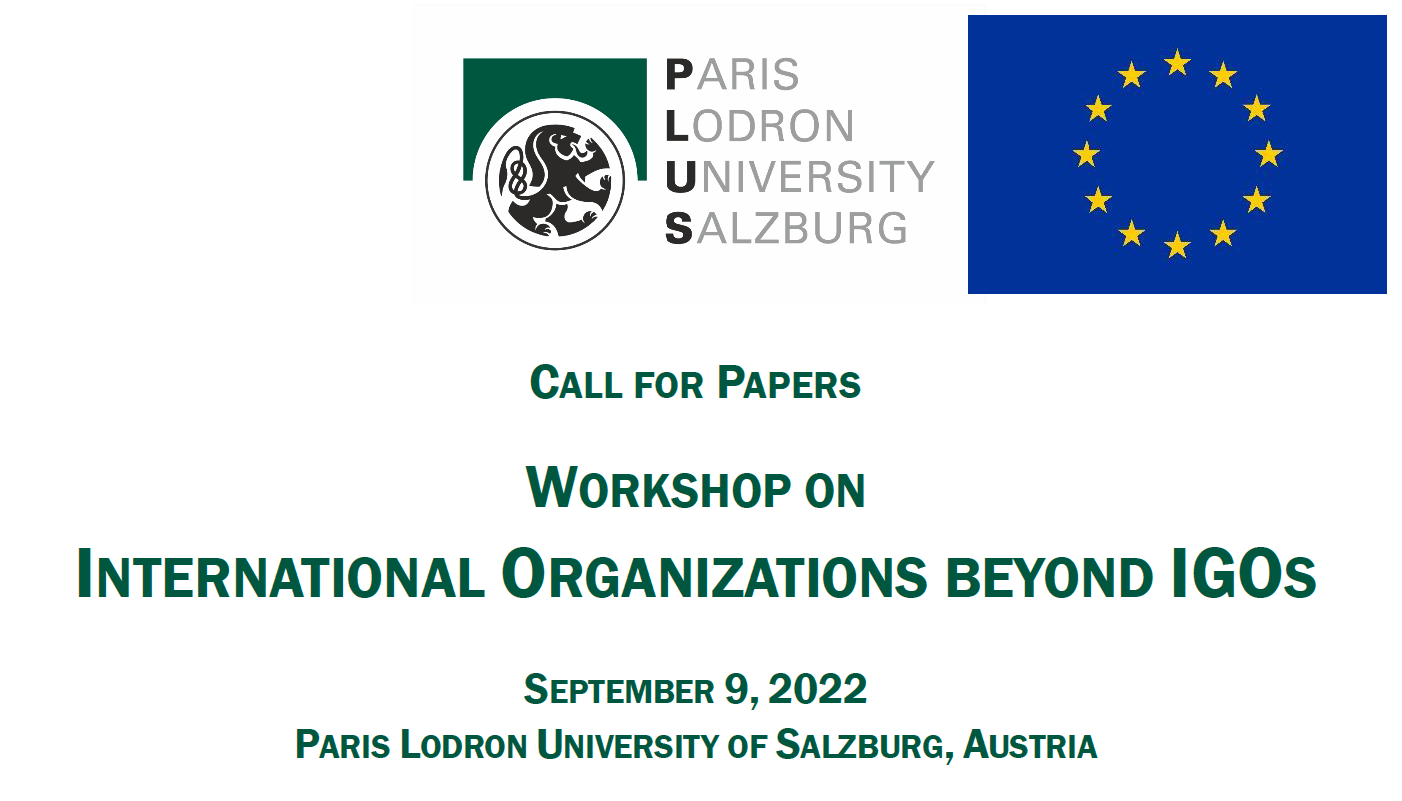 PARIS
LODRON
UNIVERSITY
SALZBURG
CALL FOR PAPERS
WORKSHOP ON
INTERNATIONAL ORGANIZATIONS BEYOND IGOS
SEPTEMBER 9, 2022
PARIS LODRON UNIVERSITY OF SALZBURG, AUSTRIA